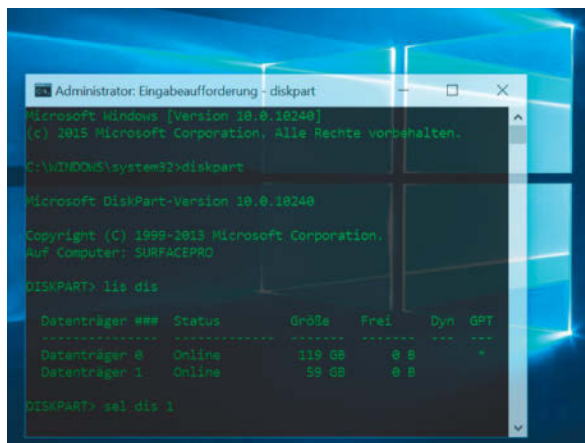 Administrator: Eingabeaufforderung - diskpart
Microsoft Windows [Version 10.0.10240]
(c) 2015 Microsoft Corporation. Alle Rechte vorbehalten.
C:\WINDOWS\system32>diskpart
Microsoft DiskPart-Version 10.0.10240
Copyright (C) 1999-2013 Microsoft Corporation.
Auf Computer: SURFACEPRO
DISKPART> lis dis
Datenträger ### Status Größe Frei Dyn GPT
--------------- ------------- ------- ------- --- ---
Datenträger 0 Online 119 GB 0 B *
Datenträger 1 Online 59 GB 0 B
DISKPART> sel dis 1